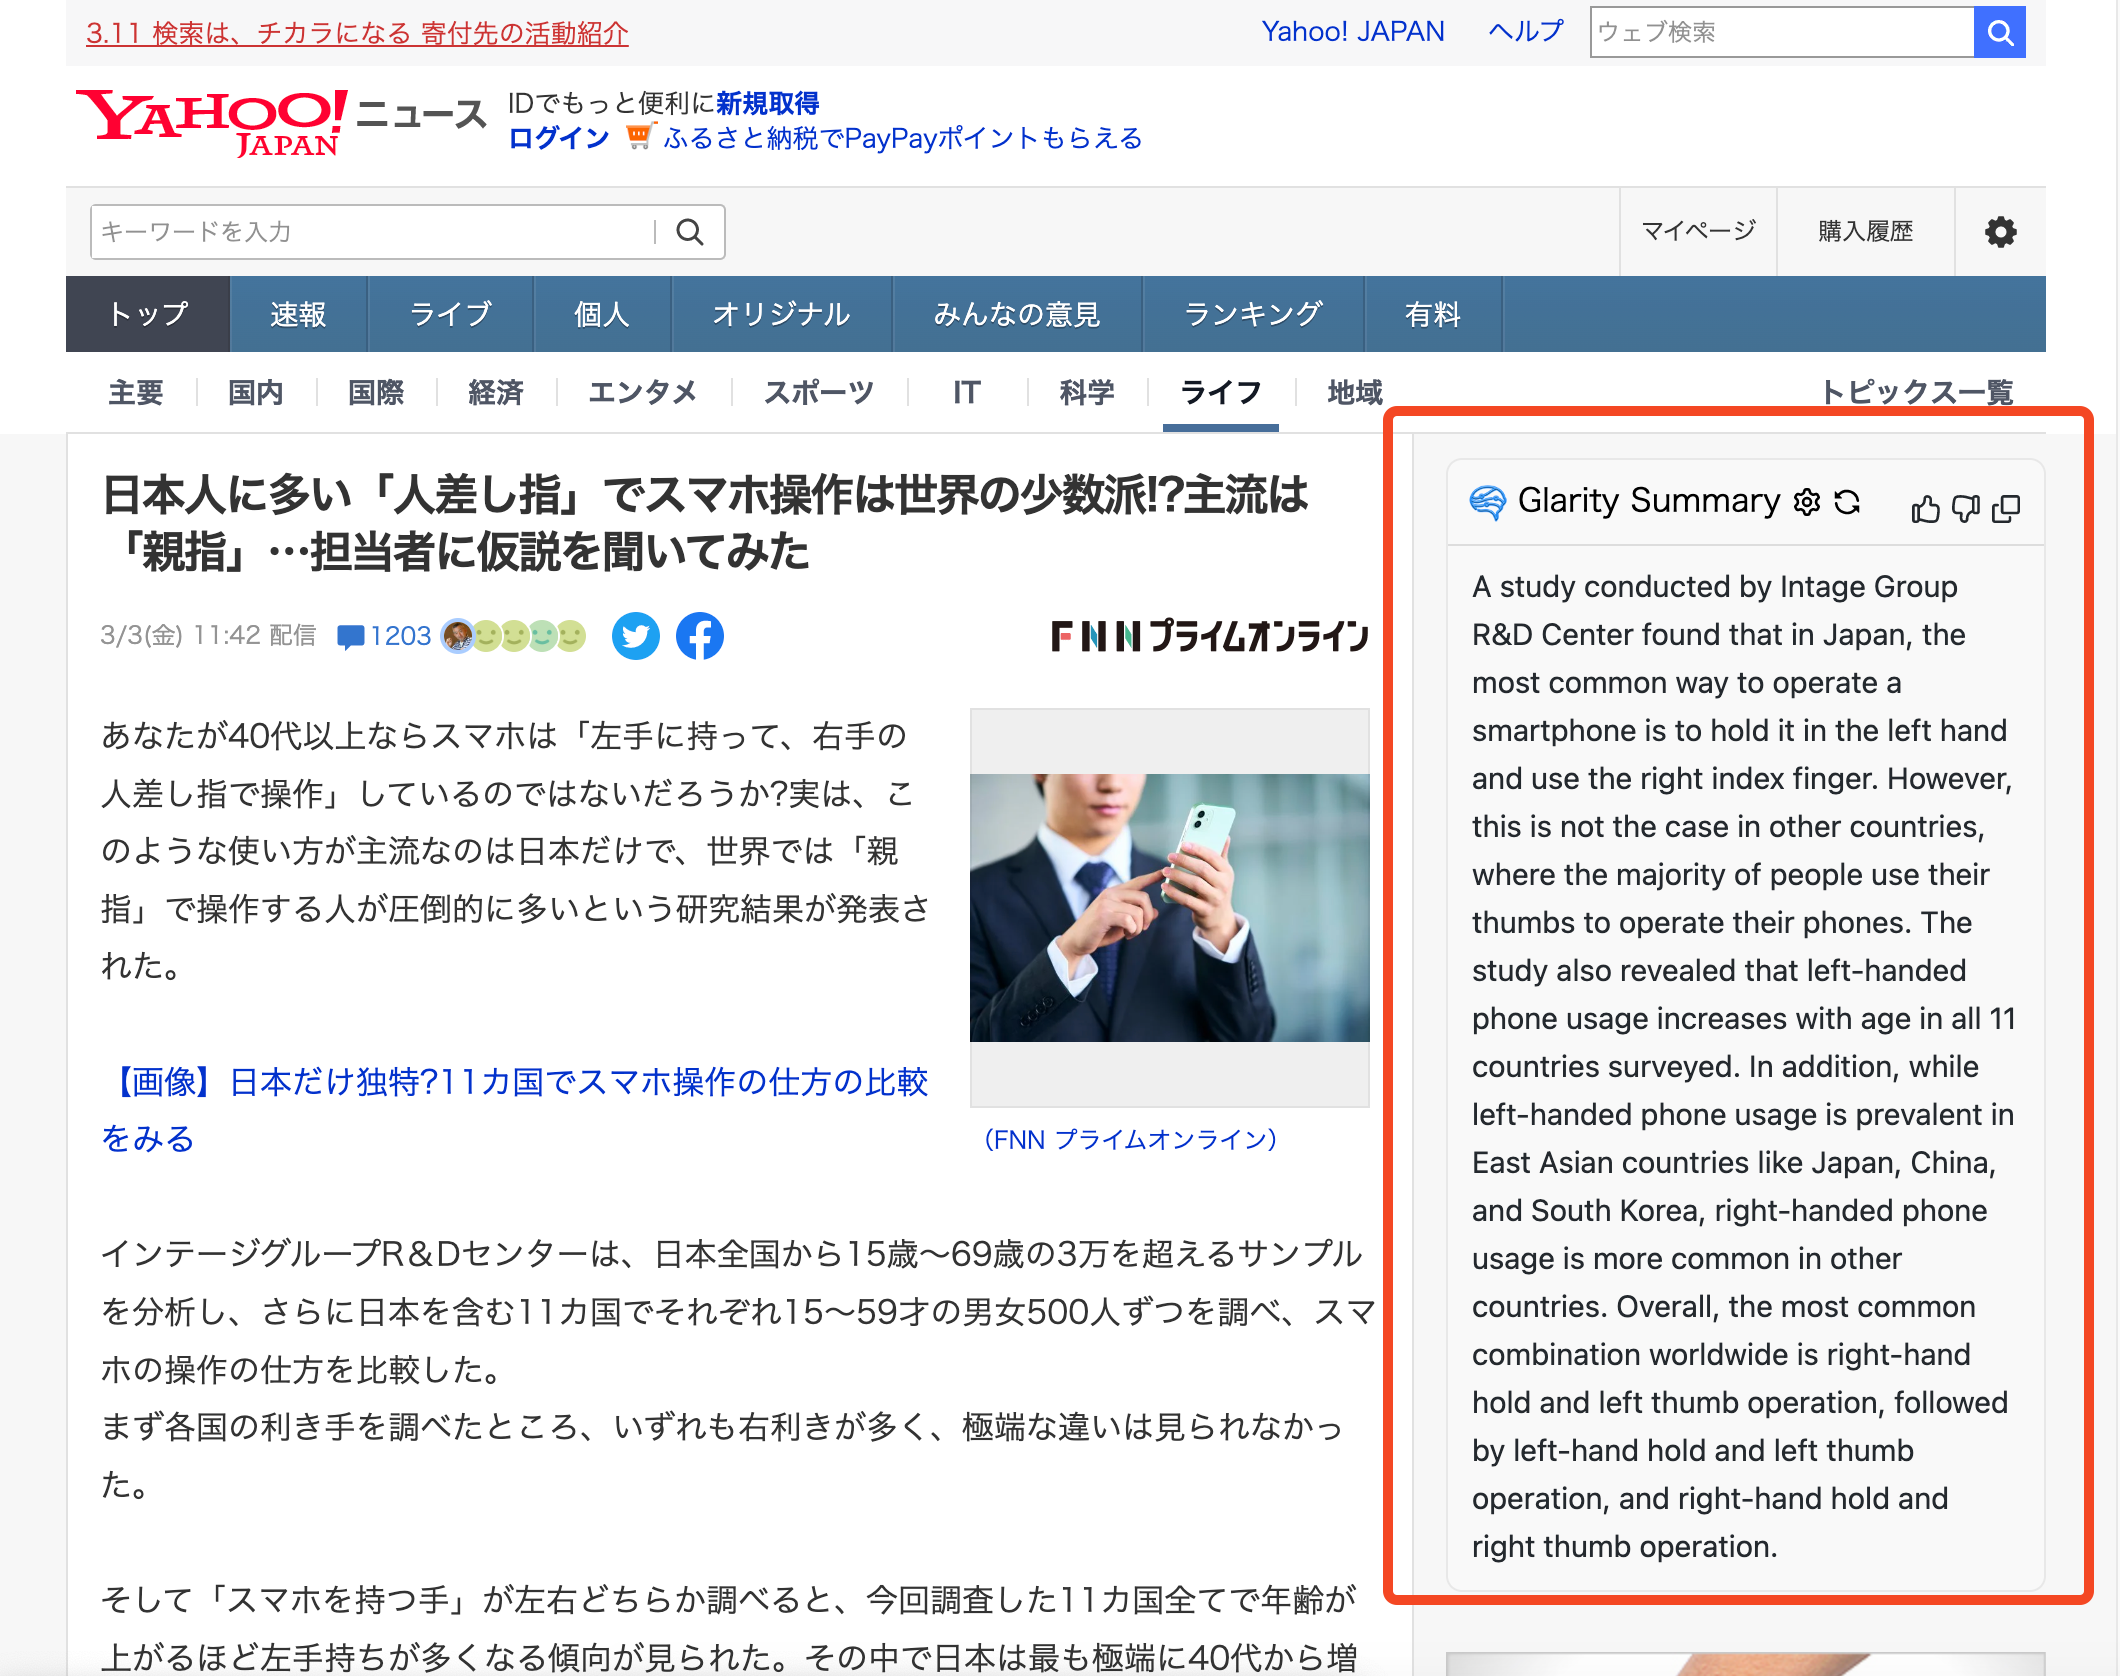 3.11 検索は、チカラになる 寄付先の活動紹介
Yahoo! JAPAN ヘルプ ウェブ検索
YAHOO! JAPAN ニュース
IDでもっと便利に新規取得
ログイン ふるさと納税でPayPayポイントもらえる
キーワードを入力
マイページ 購入履歴
トップ 速報 ライブ 個人 オリジナル みんなの意見 ランキング 有料
主要 国内 国際 経済 エンタメ スポーツ IT 科学 ライフ 地域 トピックス一覧
日本人に多い「人差し指」でスマホ操作は世界の少数派!?主流は
「親指」…担当者に仮説を聞いてみた
3/3(金) 11:42 配信 1203
FNNプライムオンライン
あなたが40代以上ならスマホは「左手に持って、右手の
人差し指で操作」しているのではないだろうか?実は、こ
のような使い方が主流なのは日本だけで、世界では「親
指」で操作する人が圧倒的に多いという研究結果が発表さ
れた。
【画像】日本だけ独特?11カ国でスマホ操作の仕方の比較
をみる
（FNN プライムオンライン）
インテージグループR＆Dセンターは、日本全国から15歳〜69歳の3万を超えるサンプル
を分析し、さらに日本を含む11カ国でそれぞれ15〜59才の男女500人ずつを調べ、スマ
ホの操作の仕方を比較した。
まず各国の利き手を調べたところ、いずれも右利きが多く、極端な違いは見られなかっ
た。
そして「スマホを持つ手」が左右どちらか調べると、今回調査した11カ国全てで年齢が
上がるほど左手持ちが多くなる傾向が見られた。その中で日本は最も極端に40代から増
Glarity Summary
A study conducted by Intage Group
R&D Center found that in Japan, the
most common way to operate a
smartphone is to hold it in the left hand
and use the right index finger. However,
this is not the case in other countries,
where the majority of people use their
thumbs to operate their phones. The
study also revealed that left-handed
phone usage increases with age in all 11
countries surveyed. In addition, while
left-handed phone usage is prevalent in
East Asian countries like Japan, China,
and South Korea, right-handed phone
usage is more common in other
countries. Overall, the most common
combination worldwide is right-hand
hold and left thumb operation, followed
by left-hand hold and left thumb
operation, and right-hand hold and
right thumb operation.